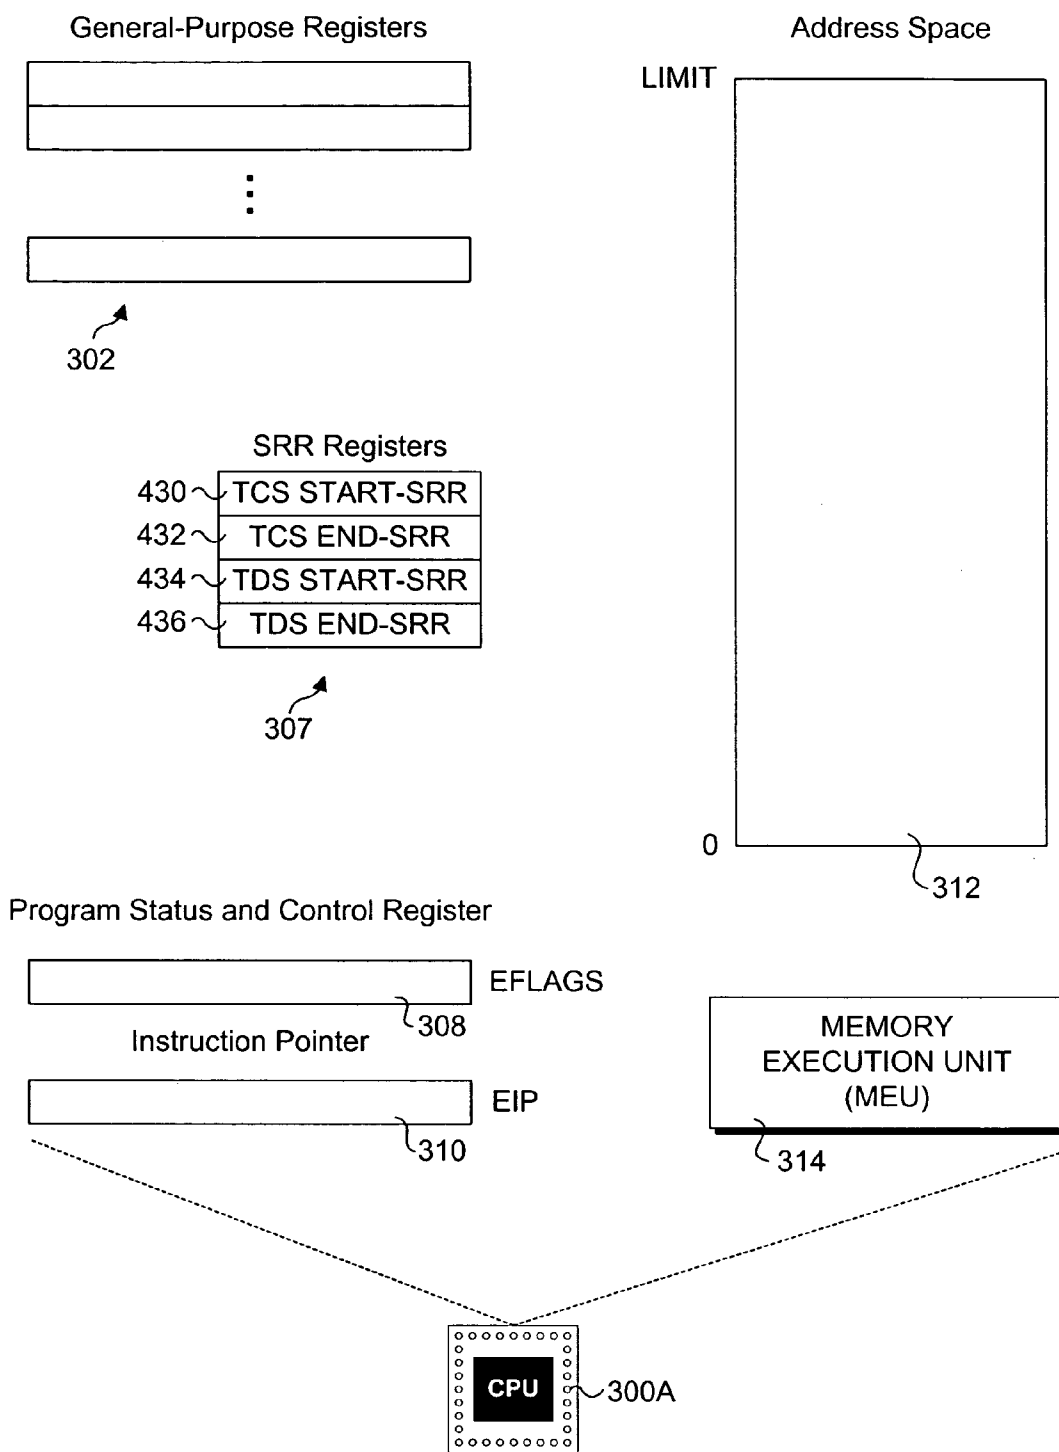 General-Purpose Registers
302
SRR Registers
430 TCS START-SRR
432 TCS END-SRR
434 TDS START-SRR
436 TDS END-SRR
307
Address Space
LIMIT
0
312
Program Status and Control Register
EFLAGS
308
Instruction Pointer
EIP
310
MEMORY
EXECUTION UNIT
(MEU)
314
CPU
300A